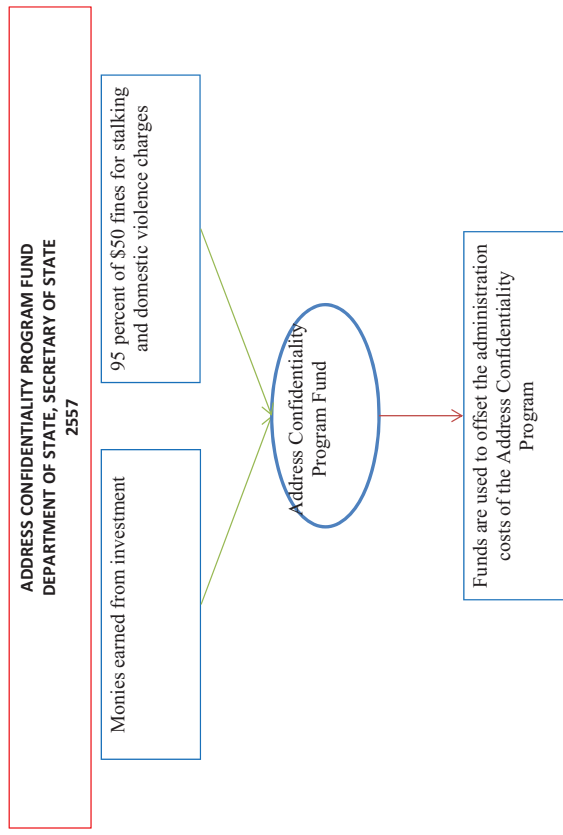 ADDRESS CONFIDENTIALITY PROGRAM FUND
DEPARTMENT OF STATE, SECRETARY OF STATE
2557
Monies earned from investment
95 percent of $50 fines for stalking
and domestic violence charges
Address Confidentiality
Program Fund
Funds are used to offset the administration
costs of the Address Confidentiality
Program